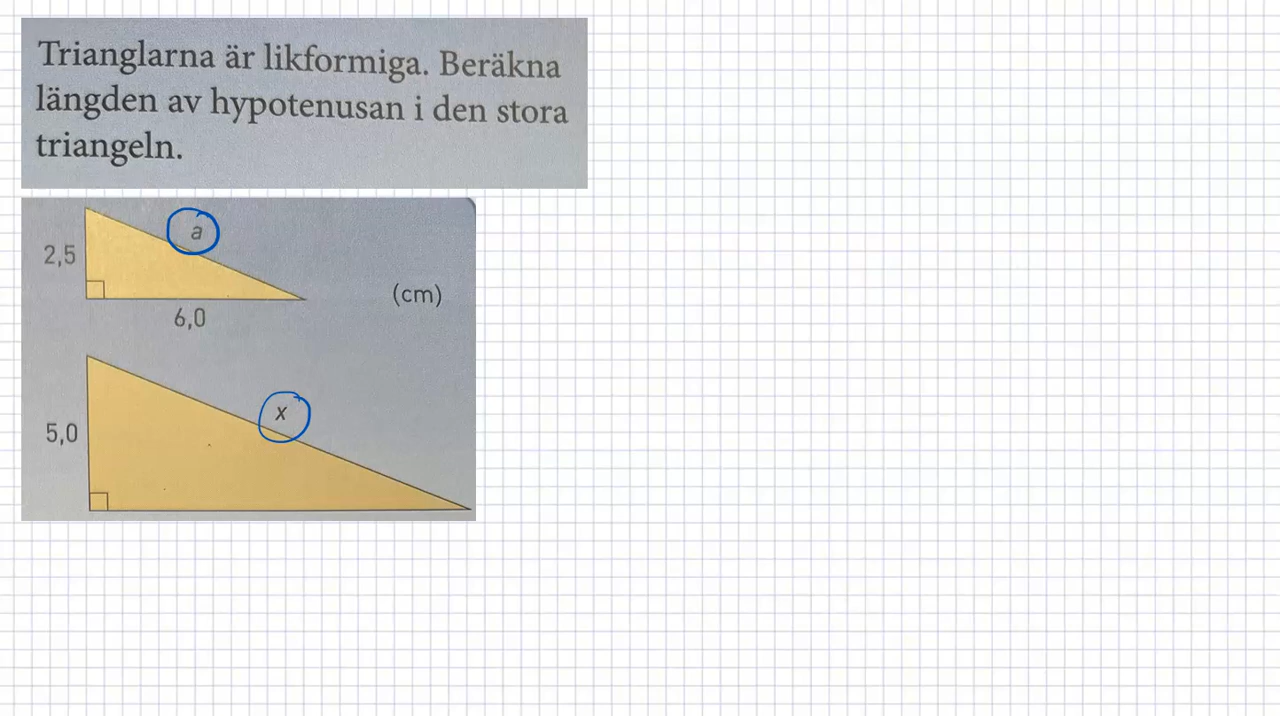 Trianglarna är likformiga. Beräkna
längden av hypotenusan i den stora
triangeln.
a
2,5
(cm)
6,0
x
5,0